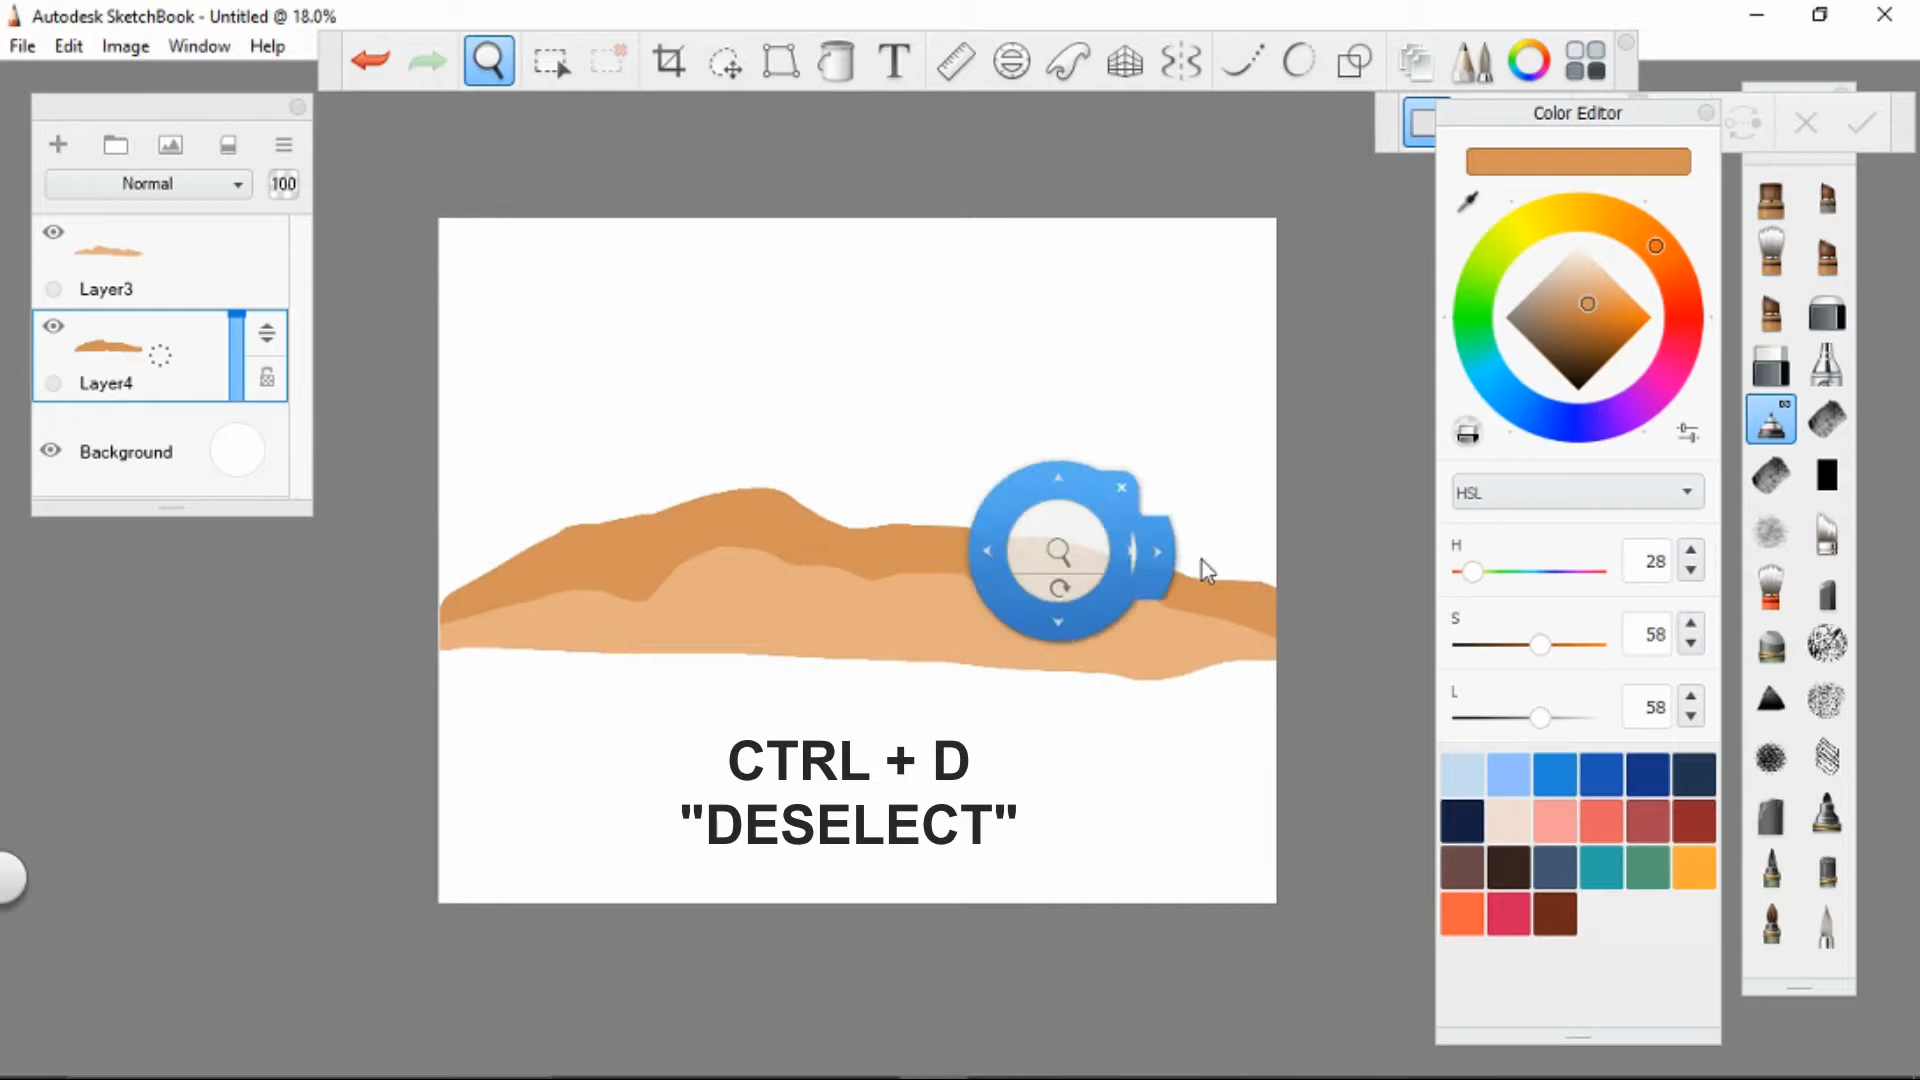 Autodesk SketchBook - Untitled @ 18.0%
File Edit Image Window Help
T
Color Editor
Normal 100
Layer3
Layer4
Background
HSL
H
28
S
58
L
58
CTRL + D
"DESELECT"